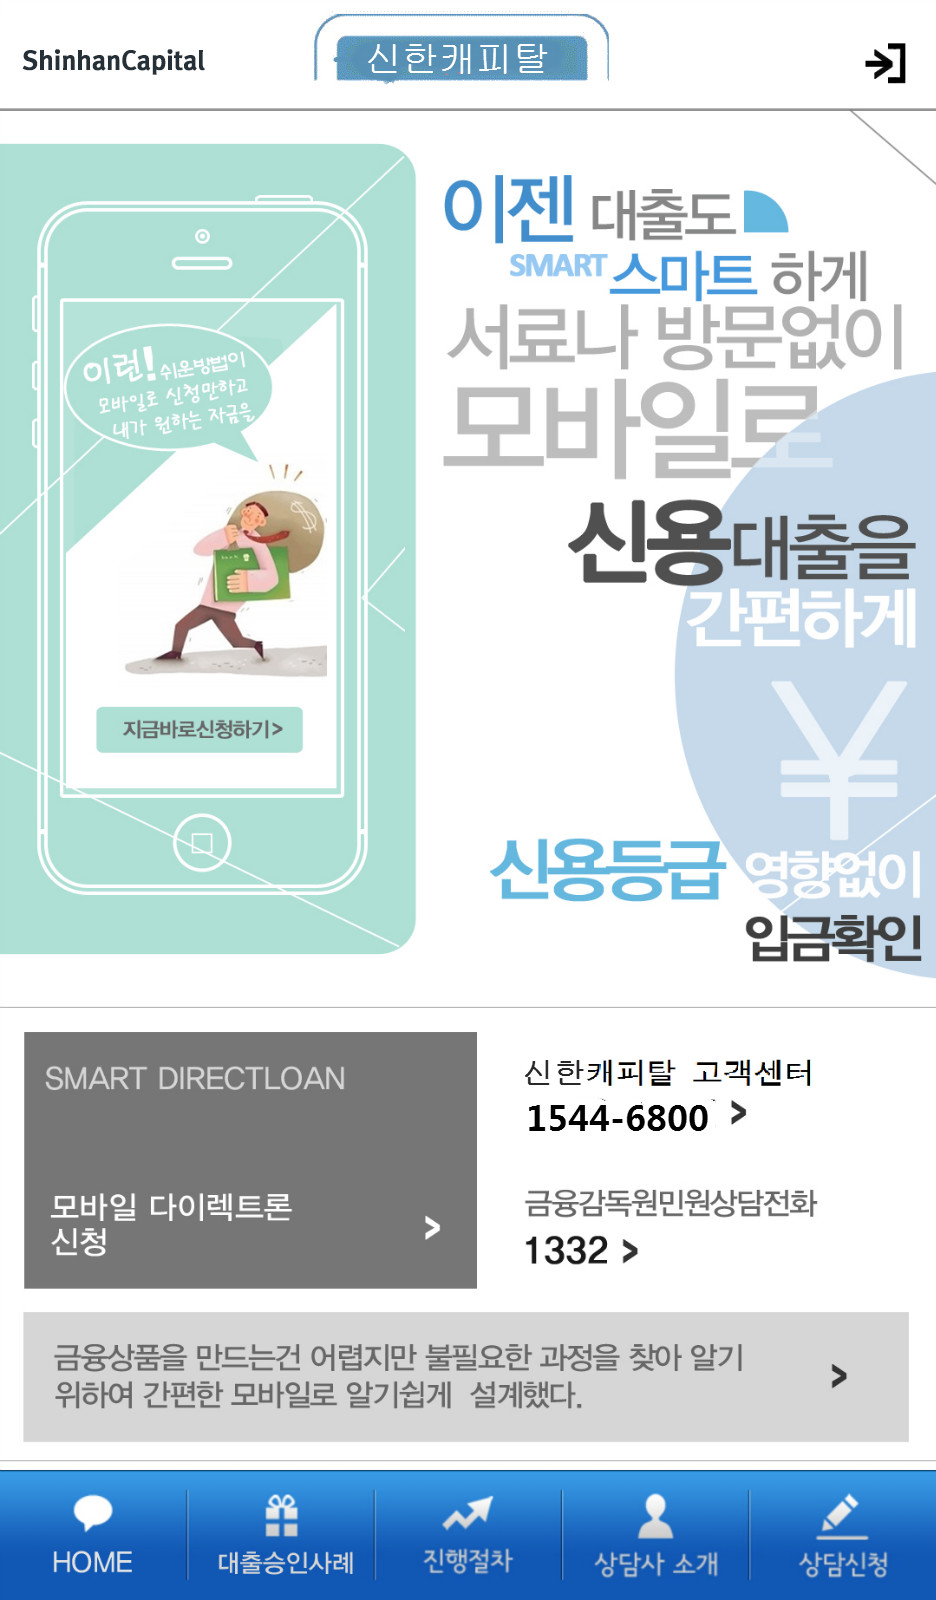 ShinhanCapital
신한캐피탈
이젠 대출도
SMART 스마트 하게
서료나 방문없이
모바일로
신용대출을
간편하게
¥
신용등급 영향없이
입금확인
이런! 쉬운방법이
모바일로 신청만하고
내가 원하는 자금을
$
지금바로신청하기>
SMART DIRECTLOAN
모바일 다이렉트론
신청
>
신한캐피탈 고객센터
1544-6800 >
금융감독원민원상담전화
1332 >
금융상품을 만드는건 어렵지만 불필요한 과정을 찾아 알기
위하여 간편한 모바일로 알기쉽게 설계했다.
>
HOME
대출승인사례
진행절차
상담사 소개
상담신청